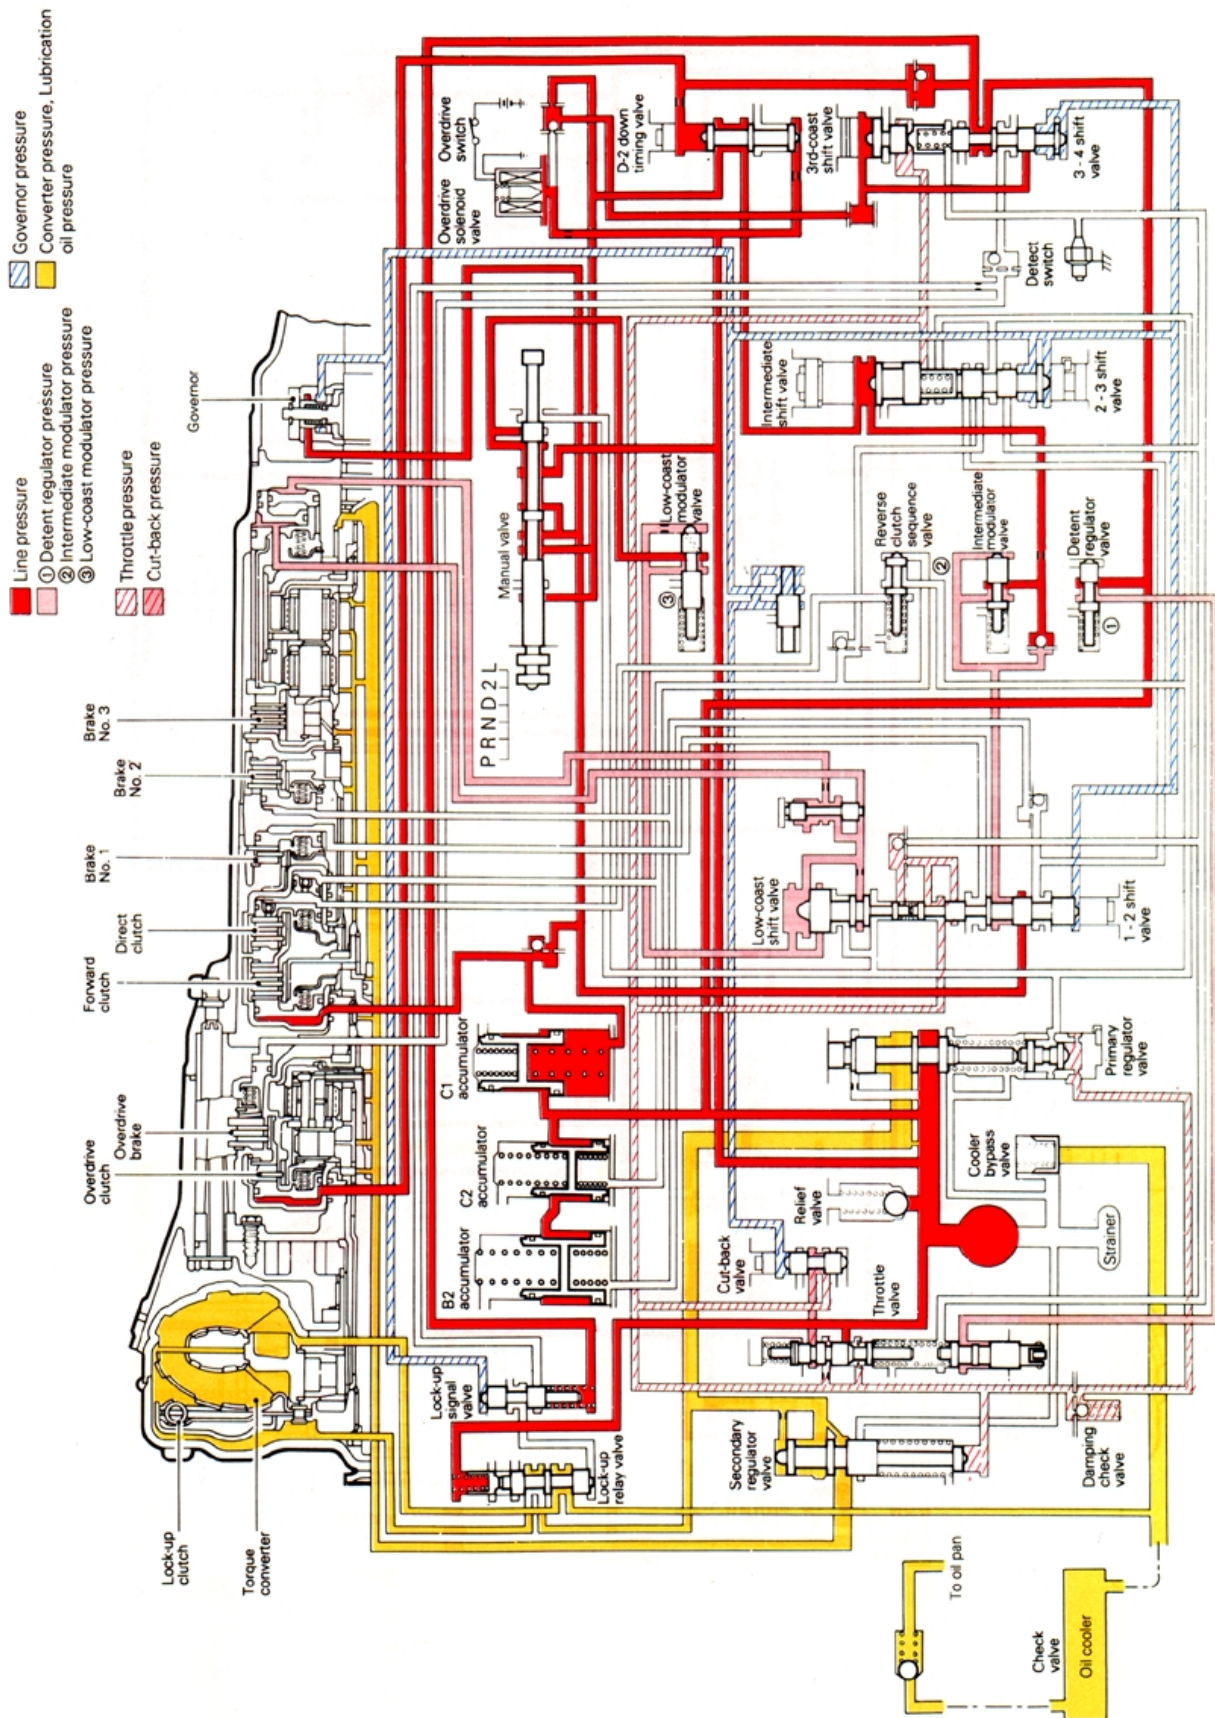 Line pressure
① Detent regulator pressure
② Intermediate modulator pressure
③ Low-coast modulator pressure
Throttle pressure
Cut-back pressure
Governor pressure
Converter pressure, Lubrication
oil pressure
Lock-up
clutch
Torque
converter
Overdrive
clutch
Overdrive
brake
Forward
clutch
Direct
clutch
Brake
No. 1
Brake
No. 2
Brake
No. 3
Governor
Lock-up
relay valve
Lock-up
signal
valve
B2
accumulator
C2
accumulator
C1
accumulator
Manual valve
P R N D 2 L
Overdrive
solenoid
valve
Overdrive
switch
D-2 down
timing valve
Low-coast
modulator
valve
③
Secondary
regulator
valve
Cut-back
valve
Relief
valve
Low-coast
shift valve
Intermediate
shift valve
3rd-coast
shift valve
Throttle
valve
Reverse
clutch
sequence
valve
②
Intermediate
modulator
valve
Detect
switch
Cooler
bypass
valve
Damping
check
valve
Strainer
Primary
regulator
valve
1 - 2 shift
valve
①
Detent
regulator
valve
2 - 3 shift
valve
3 - 4 shift
valve
To oil pan
Check
valve
Oil cooler